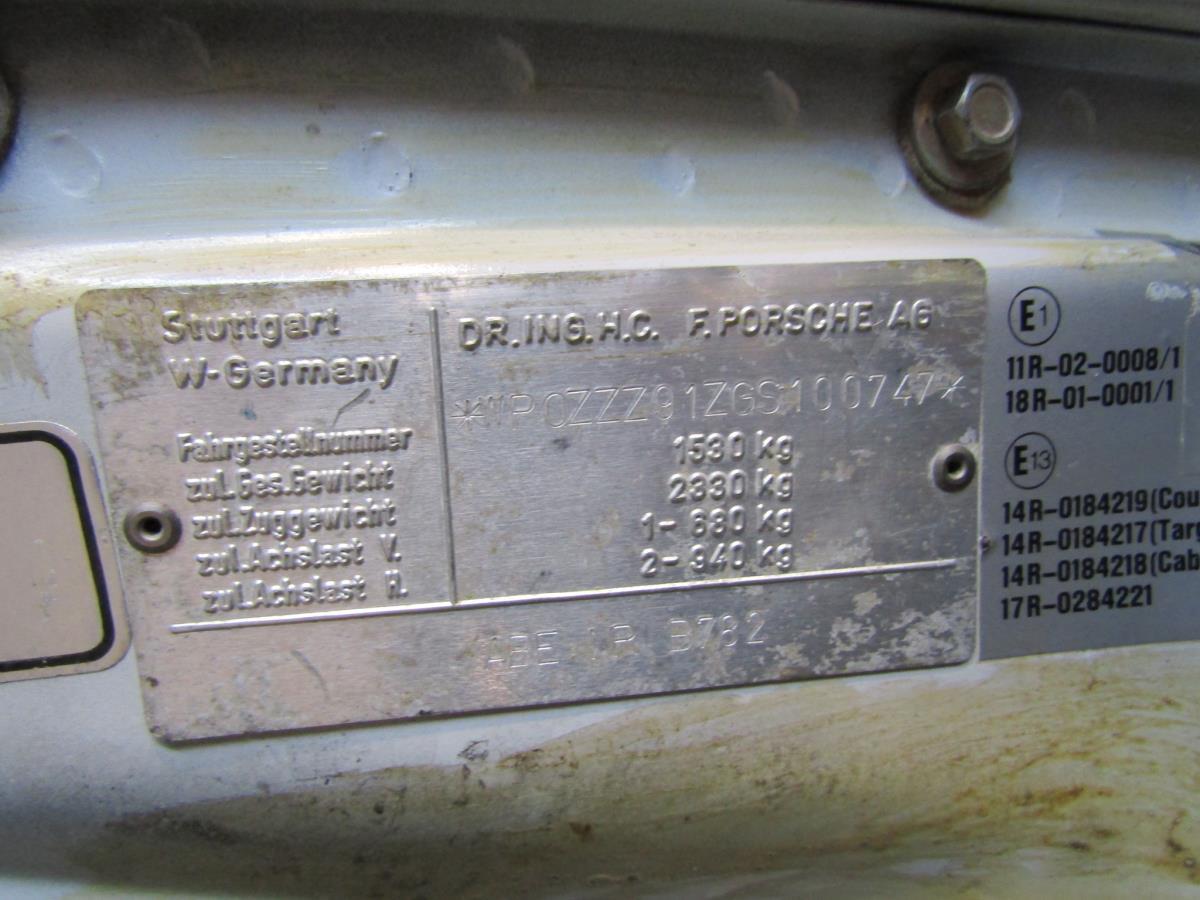 Stuttgart
W-Germany
DR.ING.H.C. F.PORSCHE AG
*WP0ZZZ91ZGS100747*
Fahrgestellnummer
zul.Ges.Gewicht 1530 kg
zul.Zuggewicht 2330 kg
zul.Achslast V. 1- 680 kg
zul.Achslast H. 2- 940 kg
ABE
B782
E1
11R-02-0008/1
18R-01-0001/1
E13
14R-0184219(Cou
14R-0184217(Targ
14R-0184218(Cab
17R-0284221